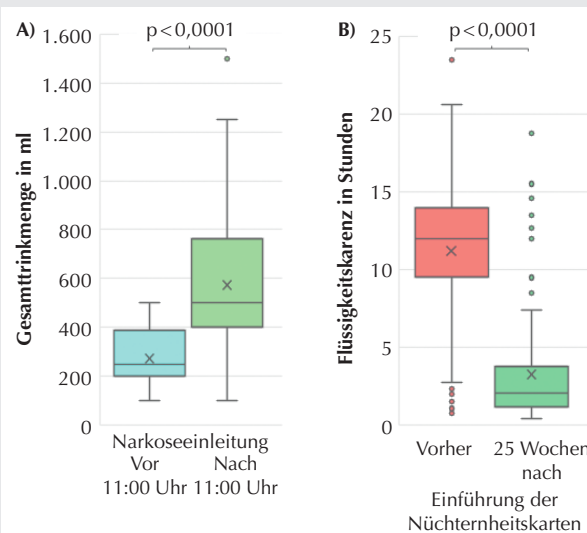 A)
p<0,0001
Gesamttrinkmenge in ml
1.600
1.400
1.200
1.000
800
600
400
200
0
Narkoseeinleitung
Vor Nach
11:00 Uhr 11:00 Uhr
B)
p<0,0001
Flüssigkeitskarenz in Stunden
25
20
15
10
5
0
Vorher 25 Wochen
nach
Einführung der
Nüchternheitskarten